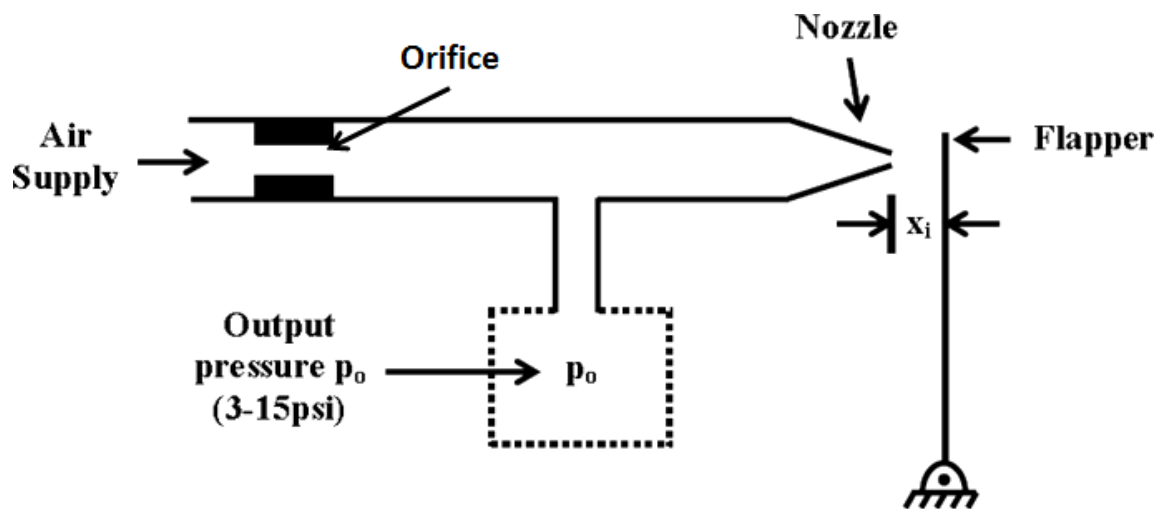 Nozzle
Orifice
Air
Supply
Flapper
xᵢ
Output
pressure pₒ
(3-15psi)
pₒ